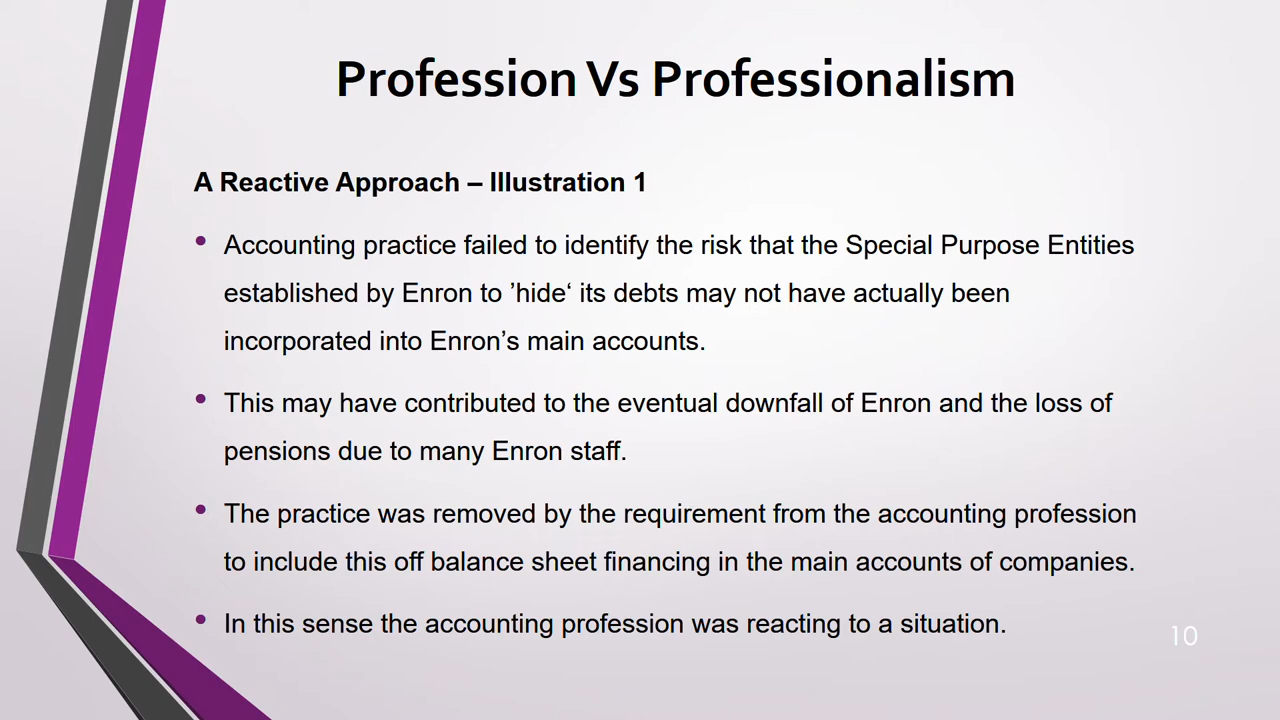 Profession Vs Professionalism
A Reactive Approach – Illustration 1
• Accounting practice failed to identify the risk that the Special Purpose Entities
established by Enron to ’hide‘ its debts may not have actually been
incorporated into Enron’s main accounts.
• This may have contributed to the eventual downfall of Enron and the loss of
pensions due to many Enron staff.
• The practice was removed by the requirement from the accounting profession
to include this off balance sheet financing in the main accounts of companies.
• In this sense the accounting profession was reacting to a situation.
10